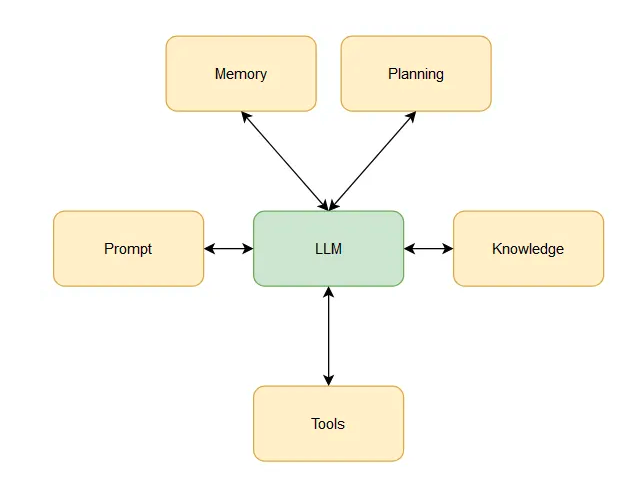 Memory
Planning
Prompt
LLM
Knowledge
Tools